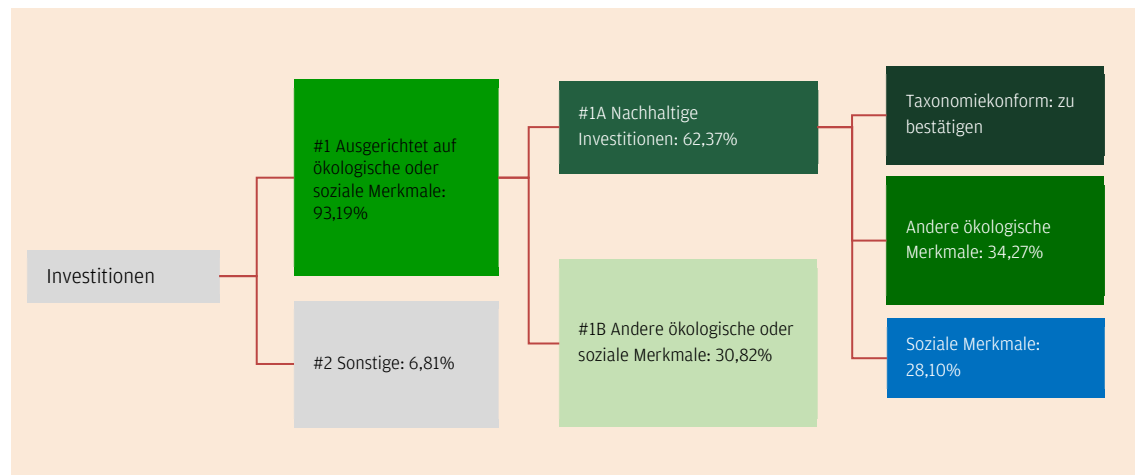 Investitionen
#1 Ausgerichtet auf
ökologische oder
soziale Merkmale:
93,19%
#2 Sonstige: 6,81%
#1A Nachhaltige
Investitionen: 62,37%
#1B Andere ökologische oder
soziale Merkmale: 30,82%
Taxonomiekonform: zu
bestätigen
Andere ökologische
Merkmale: 34,27%
Soziale Merkmale:
28,10%